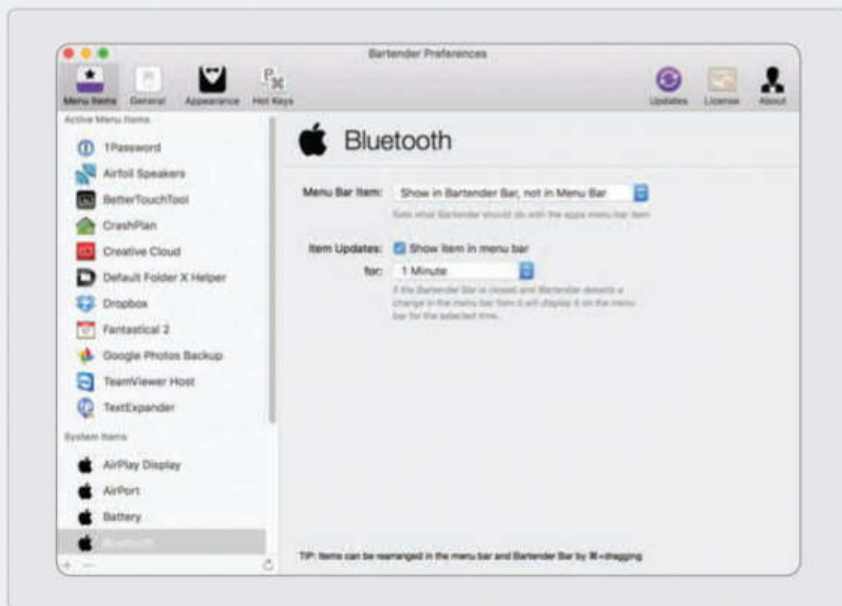 Bartender Preferences
Menu Items General Appearance Hot Keys Updates License About
Active Menu Items
1Password
Airfoil Speakers
BetterTouchTool
CrashPlan
Creative Cloud
Default Folder X Helper
Dropbox
Fantastical 2
Google Photos Backup
TeamViewer Host
TextExpander
System Items
AirPlay Display
AirPort
Battery
Bluetooth
Bluetooth
Menu Bar Item: Show in Bartender Bar, not in Menu Bar
Sets what Bartender should do with the apps menu bar item
Item Updates: Show item in menu bar
for: 1 Minute
If the Bartender Bar is closed and Bartender detects a
change in the menu bar item it will display it on the menu
bar for the selected time.
TIP: Items can be rearranged in the menu bar and Bartender Bar by ⌘+dragging